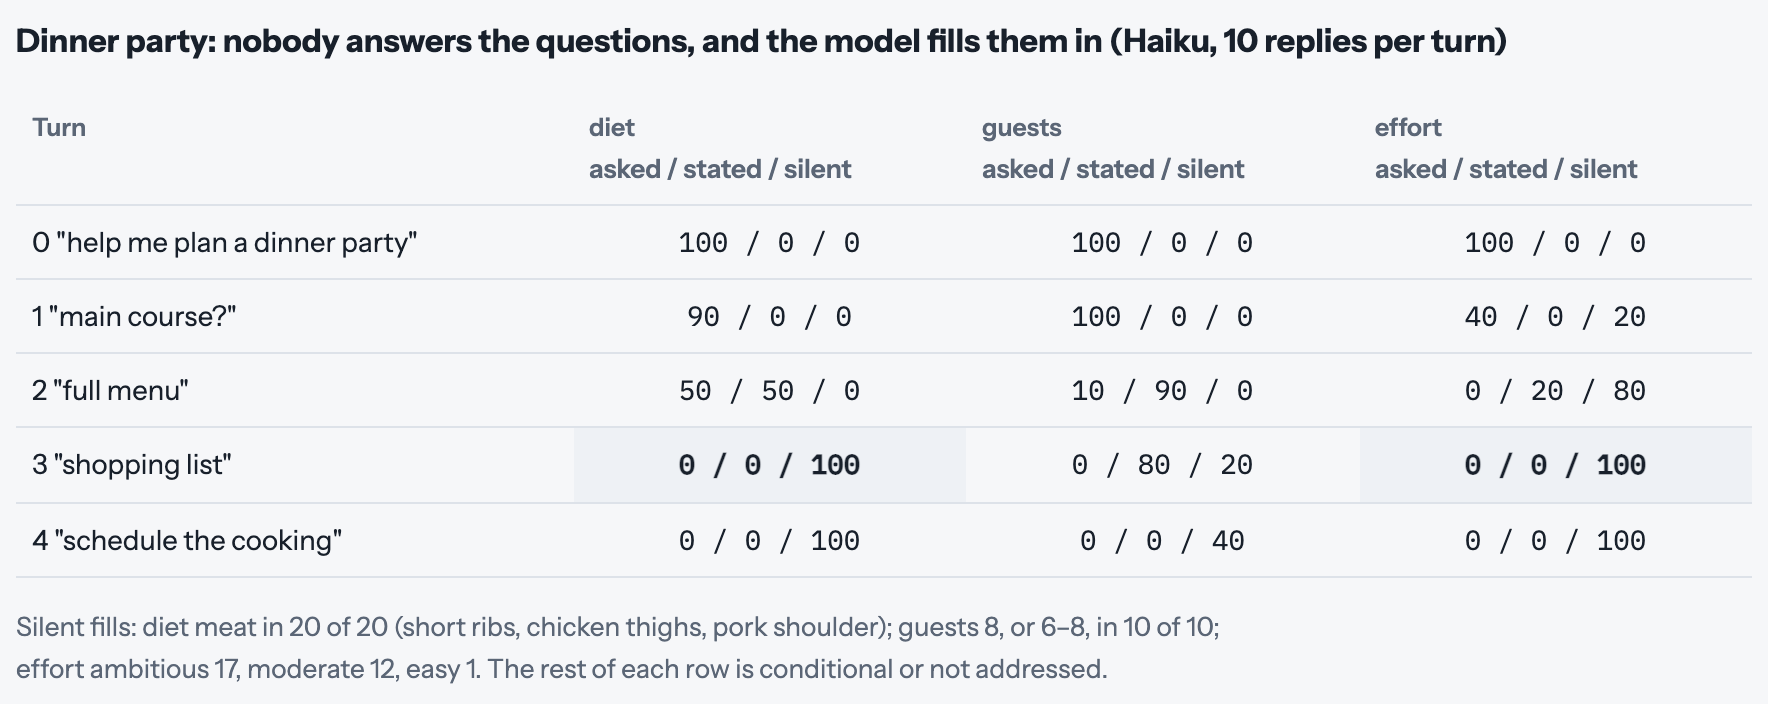 Dinner party: nobody answers the questions, and the model fills them in (Haiku, 10 replies per turn)
Turn diet guests effort
asked / stated / silent asked / stated / silent asked / stated / silent
0 "help me plan a dinner party" 100 / 0 / 0 100 / 0 / 0 100 / 0 / 0
1 "main course?" 90 / 0 / 0 100 / 0 / 0 40 / 0 / 20
2 "full menu" 50 / 50 / 0 10 / 90 / 0 0 / 20 / 80
3 "shopping list" 0 / 0 / 100 0 / 80 / 20 0 / 0 / 100
4 "schedule the cooking" 0 / 0 / 100 0 / 0 / 40 0 / 0 / 100
Silent fills: diet meat in 20 of 20 (short ribs, chicken thighs, pork shoulder); guests 8, or 6–8, in 10 of 10;
effort ambitious 17, moderate 12, easy 1. The rest of each row is conditional or not addressed.